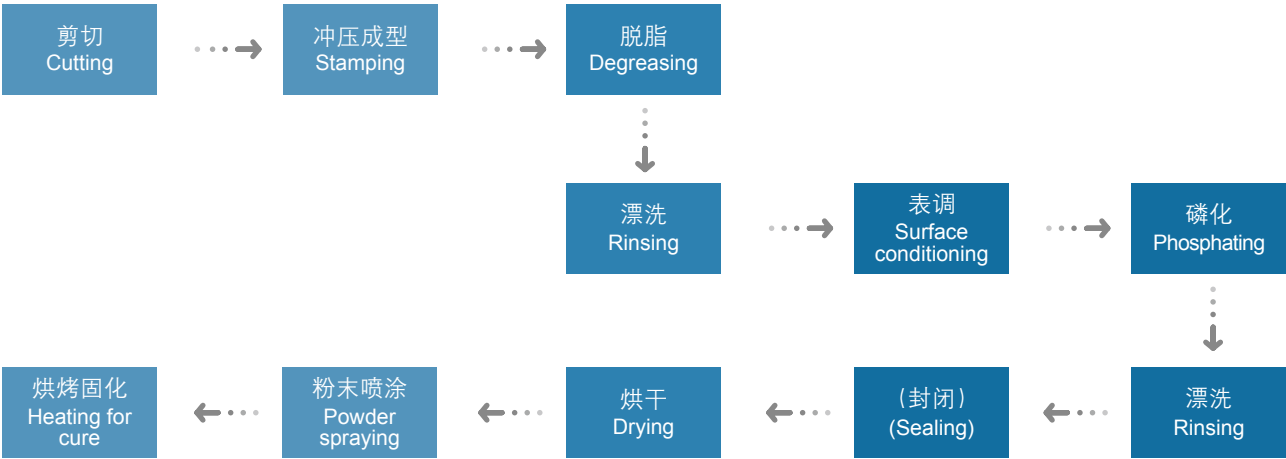 剪切
Cutting
冲压成型
Stamping
脱脂
Degreasing
漂洗
Rinsing
表调
Surface
conditioning
磷化
Phosphating
漂洗
Rinsing
(封闭)
(Sealing)
烘干
Drying
粉末喷涂
Powder
spraying
烘烤固化
Heating for
cure